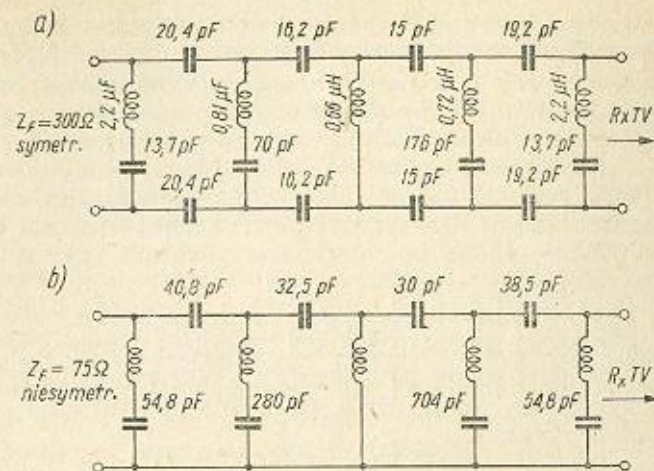 a)
20,4 pF 16,2 pF 15 pF 19,2 pF
2,2 µF 0,81 µF 0,66 µH 0,72 µH 2,2 µH
Z_F=300Ω
symetr.
RxTV
13,7 pF 70 pF 176 pF 13,7 pF
20,4 pF 16,2 pF 15 pF 19,2 pF
b)
40,8 pF 32,5 pF 30 pF 38,5 pF
Z_F=75Ω
niesymetr.
RxTV
54,8 pF 280 pF 704 pF 54,8 pF